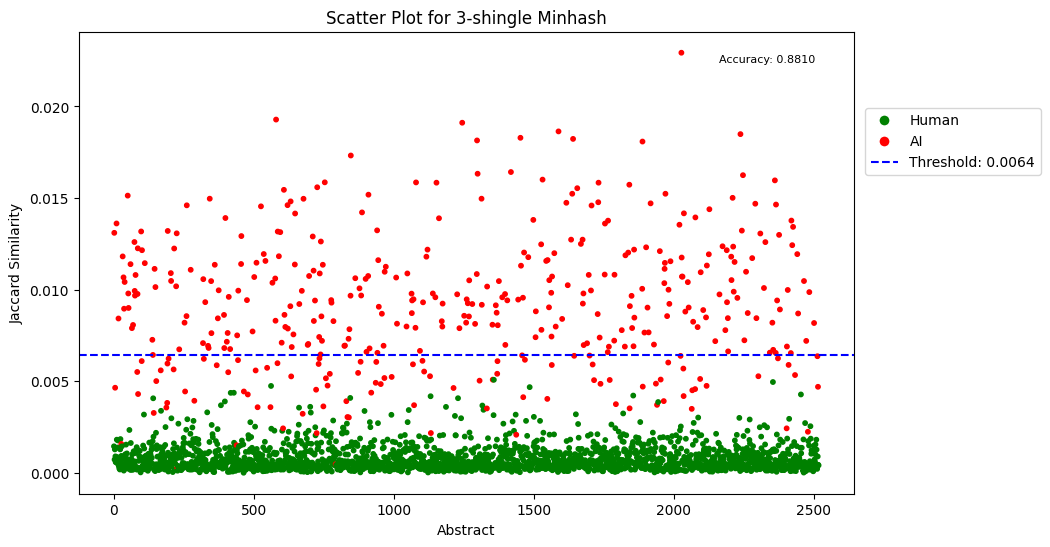 Scatter Plot for 3-shingle Minhash
Accuracy: 0.8810
Human
AI
Threshold: 0.0064
Jaccard Similarity
0.020
0.015
0.010
0.005
0.000
0 500 1000 1500 2000 2500
Abstract